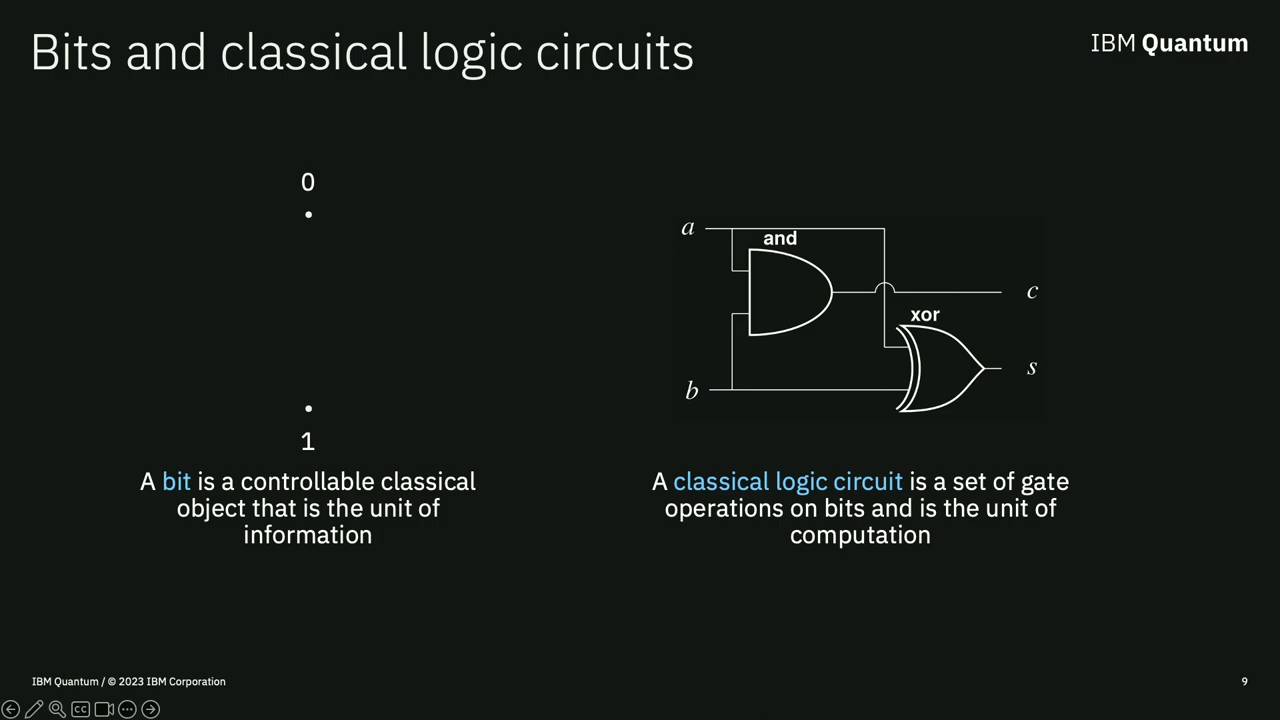 Bits and classical logic circuits
IBM Quantum
0
1
A bit is a controllable classical
object that is the unit of
information
a
and
c
xor
s
b
A classical logic circuit is a set of gate
operations on bits and is the unit of
computation
IBM Quantum / © 2023 IBM Corporation
9
CC